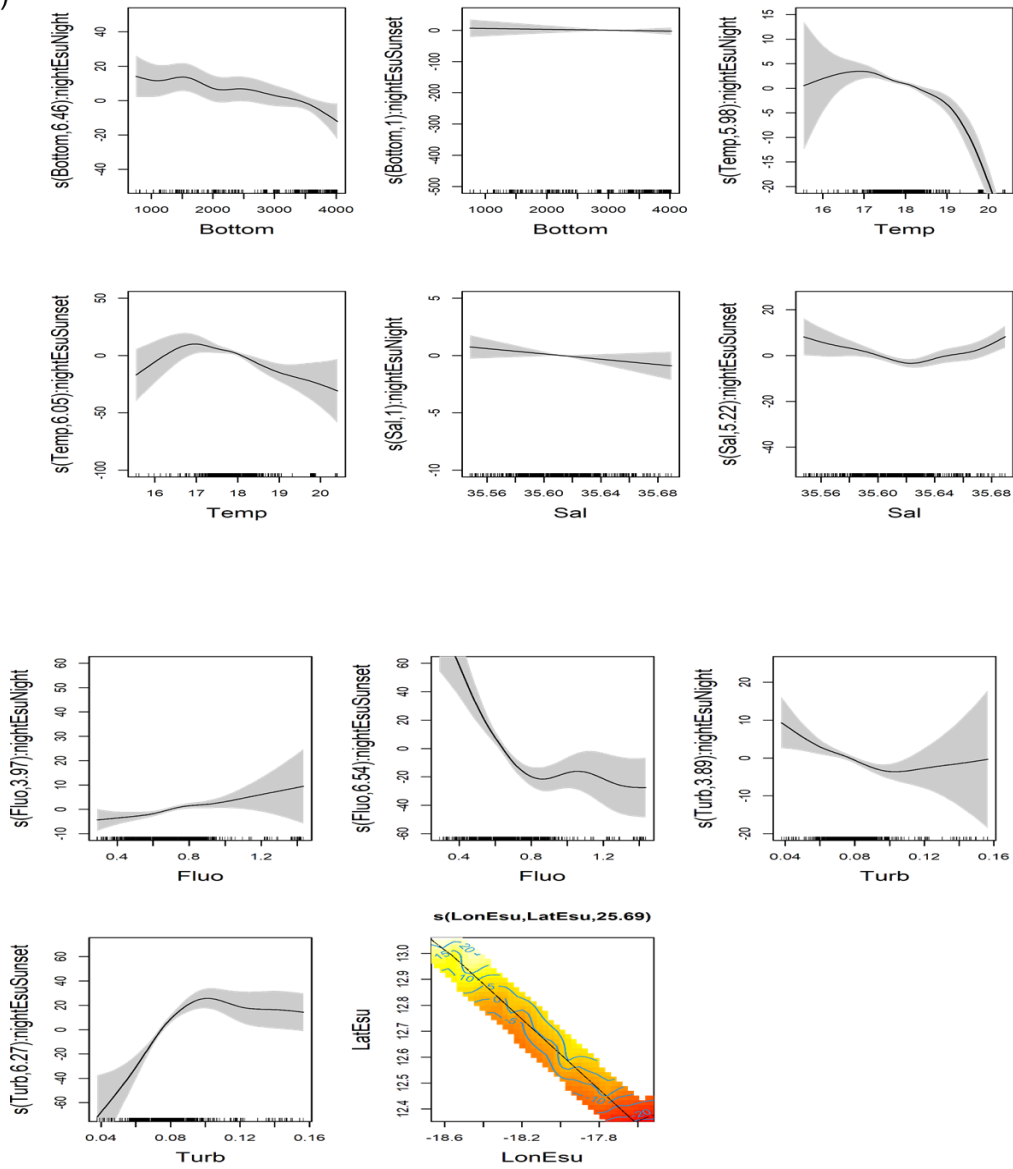 )
s(Bottom,6.46):nightEsuNight
40
20
0
-20
-40
1000 2000 3000 4000
Bottom
s(Bottom,1):nightEsuSunset
0
-100
-200
-300
-400
-500
1000 2000 3000 4000
Bottom
s(Temp,5.98):nightEsuNight
15
10
5
0
-5
-10
-15
-20
16 17 18 19 20
Temp
s(Temp,6.05):nightEsuSunset
50
0
-50
-100
16 17 18 19 20
Temp
s(Sal,1):nightEsuNight
5
0
-5
-10
35.56 35.60 35.64 35.68
Sal
s(Sal,5.22):nightEsuSunset
20
0
-20
40
35.56 35.60 35.64 35.68
Sal
s(Fluo,3.97):nightEsuNight
60
50
40
30
20
10
0
-10
0.4 0.8 1.2
Fluo
s(Fluo,6.54):nightEsuSunset
60
40
20
0
-20
-40
-60
0.4 0.8 1.2
Fluo
s(Turb,3.89):nightEsuNight
20
10
0
-10
-20
0.04 0.08 0.12 0.16
Turb
s(Turb,6.27):nightEsuSunset
60
40
20
0
-20
-40
-60
0.04 0.08 0.12 0.16
Turb
s(LonEsu,LatEsu,25.69)
LatEsu
13.0
12.9
12.8
12.7
12.6
12.5
12.4
20
15
10
5
0
-5
-10
-20
-18.6 -18.2 -17.8
LonEsu